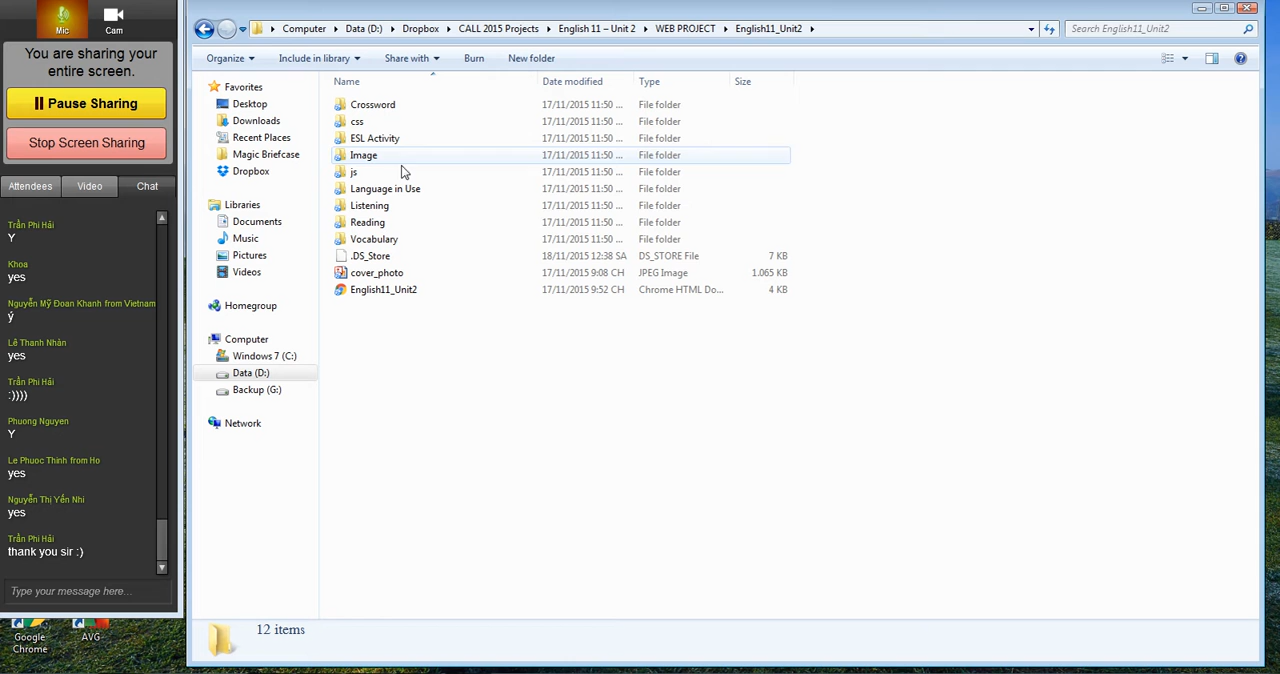 Mic
Cam
You are sharing your
entire screen.
Pause Sharing
Stop Screen Sharing
Attendees
Video
Chat
Trần Phi Hải
Y
Khoa
yes
Nguyễn Mỹ Đoan Khanh from Vietnam
ý
Lê Thanh Nhàn
yes
Trần Phi Hải
:))))
Phuong Nguyen
Y
Le Phuoc Thinh from Ho
yes
Nguyễn Thị Yến Nhi
yes
Trần Phi Hải
thank you sir :)
Type your message here...
Google
Chrome
AVG
Computer
Data (D:)
Dropbox
CALL 2015 Projects
English 11 – Unit 2
WEB PROJECT
English11_Unit2
Search English11_Unit2
Organize
Include in library
Share with
Burn
New folder
Favorites
Desktop
Downloads
Recent Places
Magic Briefcase
Dropbox
Libraries
Documents
Music
Pictures
Videos
Homegroup
Computer
Windows 7 (C:)
Data (D:)
Backup (G:)
Network
Name Date modified Type Size
Crossword 17/11/2015 11:50 ... File folder
css 17/11/2015 11:50 ... File folder
ESL Activity 17/11/2015 11:50 ... File folder
Image 17/11/2015 11:50 ... File folder
js 17/11/2015 11:50 ... File folder
Language in Use 17/11/2015 11:50 ... File folder
Listening 17/11/2015 11:50 ... File folder
Reading 17/11/2015 11:50 ... File folder
Vocabulary 17/11/2015 11:50 ... File folder
.DS_Store 18/11/2015 12:38 SA DS_STORE File 7 KB
cover_photo 17/11/2015 9:08 CH JPEG Image 1.065 KB
English11_Unit2 17/11/2015 9:52 CH Chrome HTML Do... 4 KB
12 items